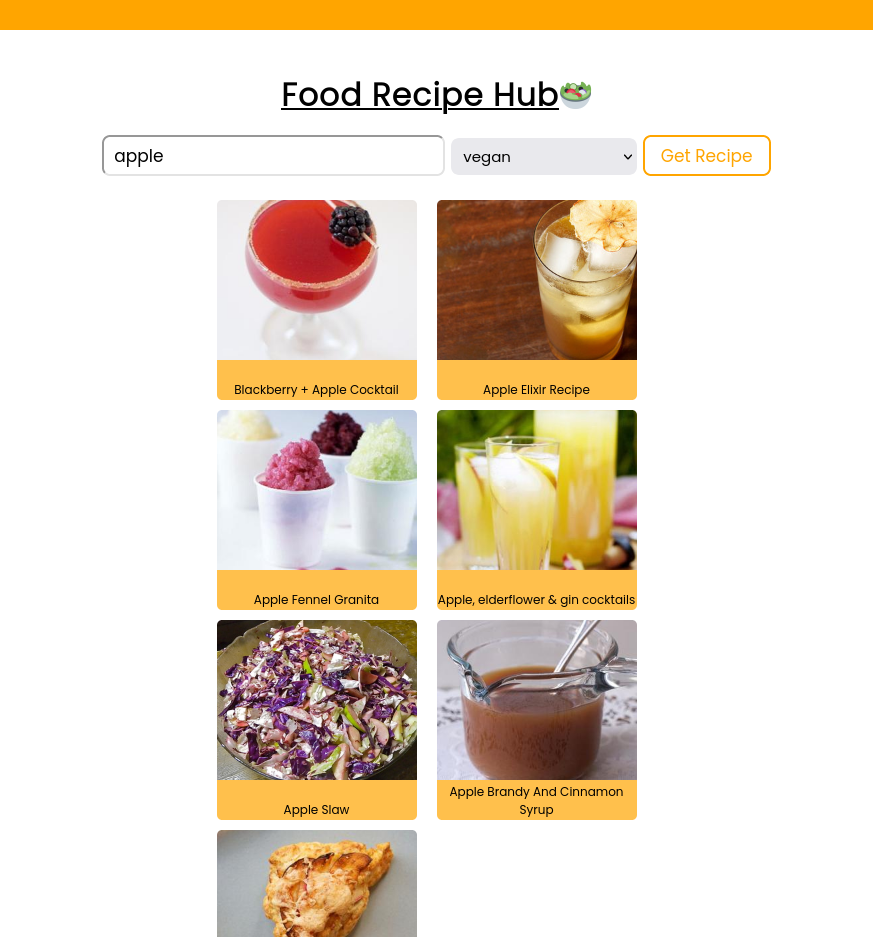 Food Recipe Hub🥗
apple
vegan
Get Recipe
Blackberry + Apple Cocktail
Apple Elixir Recipe
Apple Fennel Granita
Apple, elderflower & gin cocktails
Apple Slaw
Apple Brandy And Cinnamon
Syrup